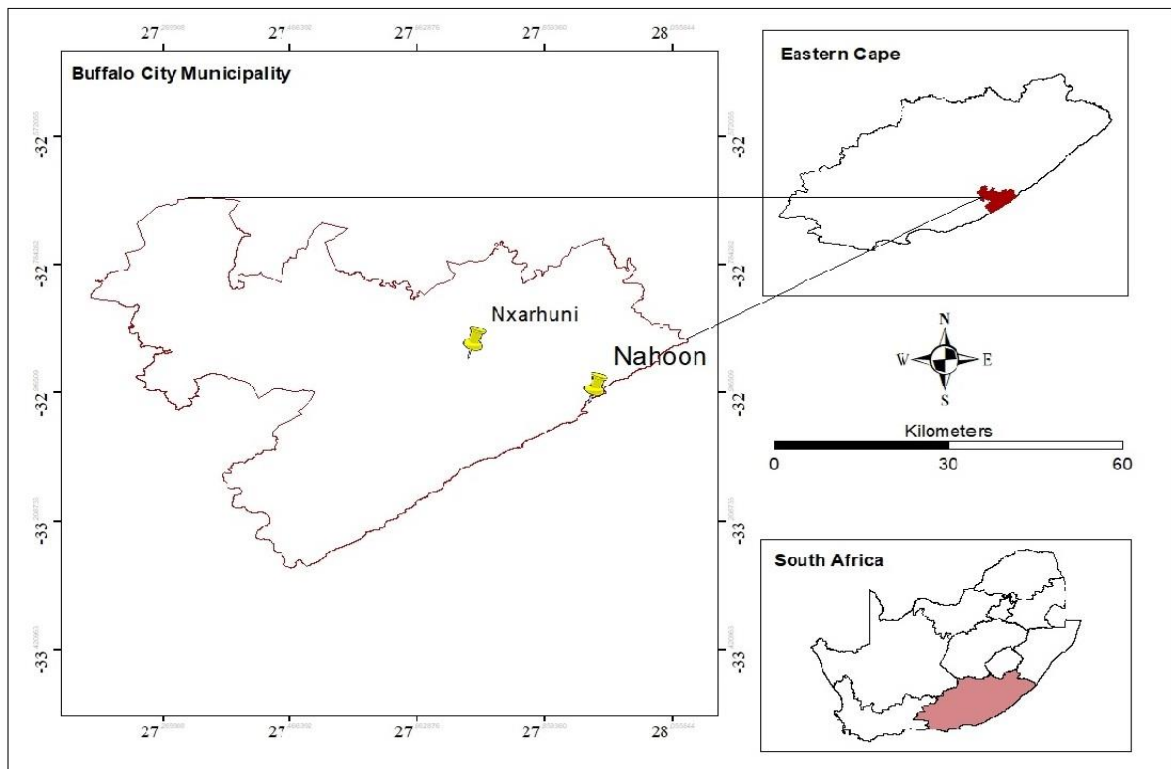 27 27 27 27 28
Buffalo City Municipality
-32
-32
-32
-33
-33
Nxarhuni
Nahoon
-32
-32
-32
-33
-33
27 27 27 27 28
Eastern Cape
N
W E
S
Kilometers
0 30 60
South Africa